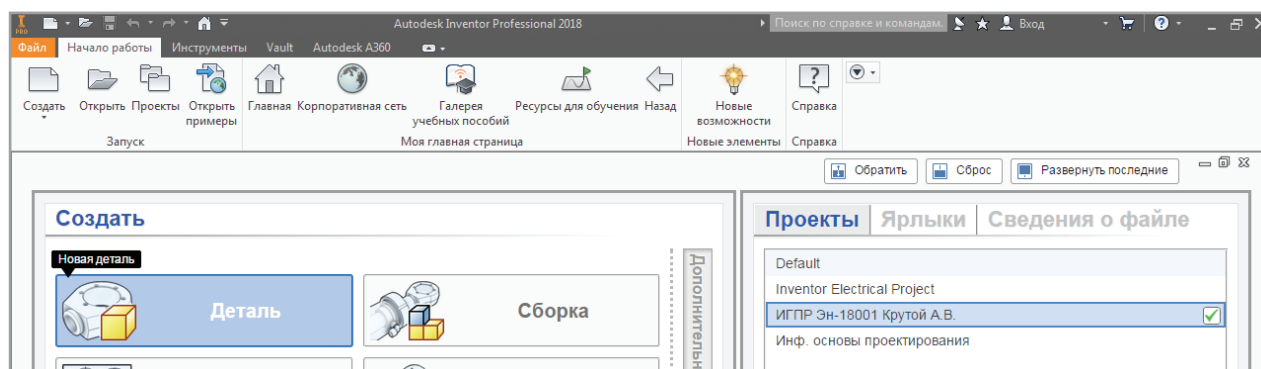 PRO
Autodesk Inventor Professional 2018
Поиск по справке и командам.
Вход
Файл Начало работы Инструменты Vault Autodesk A360
Создать Открыть Проекты Открыть примеры Главная Корпоративная сеть Галерея учебных пособий Ресурсы для обучения Назад Новые возможности Справка
Запуск Моя главная страница Новые элементы Справка
Обратить Сброс Развернуть последние
Создать
Новая деталь
Деталь Сборка
Проекты Ярлыки Сведения о файле
Default
Inventor Electrical Project
ИГПР Эн-18001 Крутой А.В.
Инф. основы проектирования